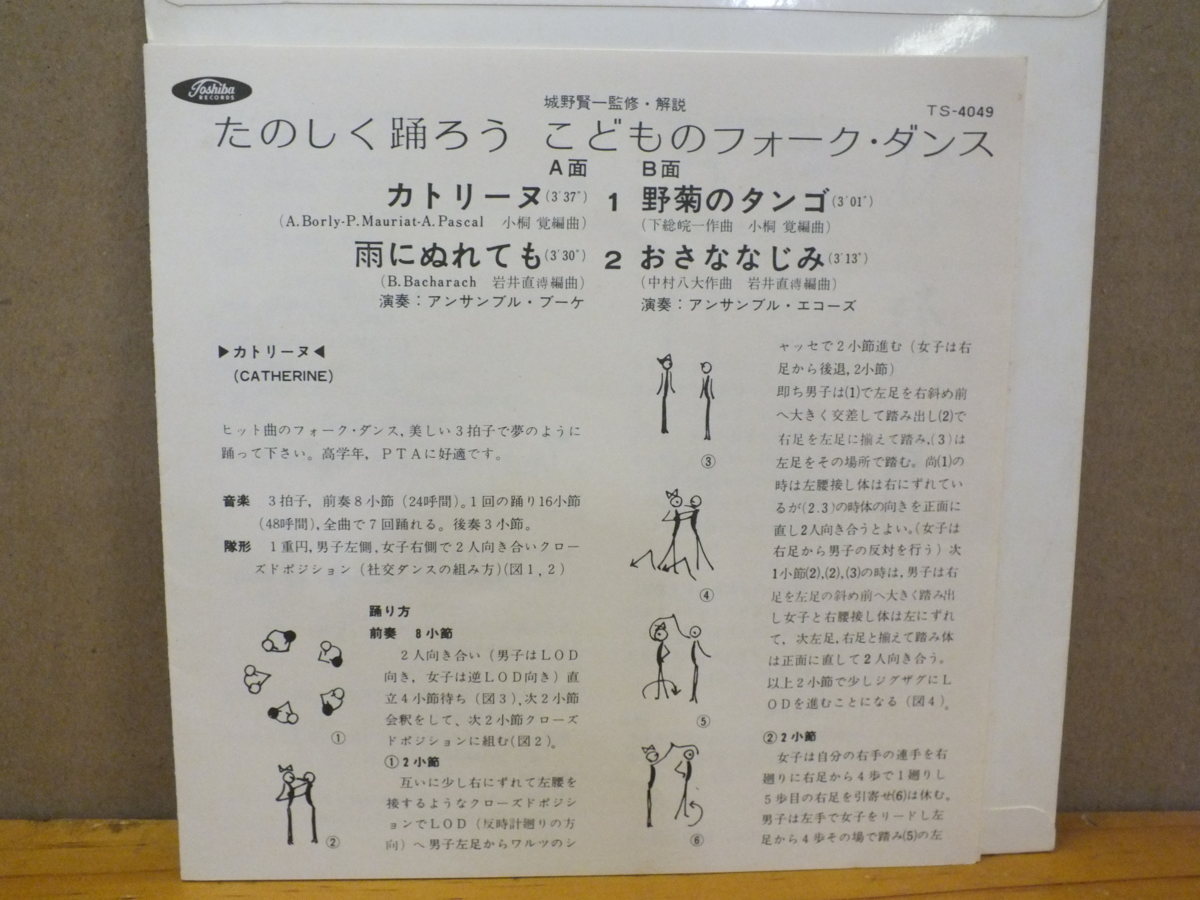 Toshiba
RECORDS
城野賢一監修・解説
TS-4049
たのしく踊ろう こどものフォーク・ダンス
A面 B面
カトリーヌ(3′37″)
(A.Borly-P.Mauriat-A.Pascal 小桐 覚編曲)
1 野菊のタンゴ(3′01″)
(下総皖一作曲 小桐 覚編曲)
雨にぬれても(3′30″)
(B.Bacharach 岩井直溥編曲)
演奏:アンサンブル・ブーケ
2 おさななじみ(3′13″)
(中村八大作曲 岩井直溥編曲)
演奏:アンサンブル・エコーズ
▶カトリーヌ◀
(CATHERINE)
ヒット曲のフォーク・ダンス,美しい3拍子で夢のように
踊って下さい。高学年, PTAに好適です。
音楽 3拍子, 前奏8小節 (24呼間)。1回の踊り16小節
(48呼間),全曲で7回踊れる。後奏3小節。
隊形 1重円,男子左側,女子右側で2人向き合いクロー
ズドポジション (社交ダンスの組み方)(図1,2)
踊り方
前奏 8小節
2人向き合い (男子はLOD
向き, 女子は逆LOD向き) 直
立4小節待ち (図3),次2小節
会釈をして、次2小節クローズ
ドポジションに組む(図2)。
①2小節
互いに少し右にずれて左腰を
接するようなクローズドポジシ
ョンでLOD (反時計廻りの方
向) へ男子左足からワルツのシ
①
②
③
④
⑤
⑥
ャッセで2小節進む (女子は右
足から後退,2小節)
即ち男子は(1)で左足を右斜め前
へ大きく交差して踏み出し(2)で
右足を左足に揃えて踏み,(3)は
左足をその場所で踏む。尚(1)の
時は左腰接し体は右にずれてい
るが(2.3)の時体の向きを正面に
直し2人向き合うとよい。(女子は
右足から男子の反対を行う) 次
1小節(2),(2),(3)の時は,男子は右
足を左足の斜め前へ大きく踏み出
し女子と右腰接し体は左にずれ
て, 次左足,右足と揃えて踏み体
は正面に直して2人向き合う。
以上2小節で少しジグザグにL
ODを進むことになる (図4)。
②2小節
女子は自分の右手の連手を右
廻りに右足から4歩で1廻りし
5歩目の右足を引寄せ(6)は休む。
男子は左手で女子をリードし左
足から4歩その場で踏み(5)の左